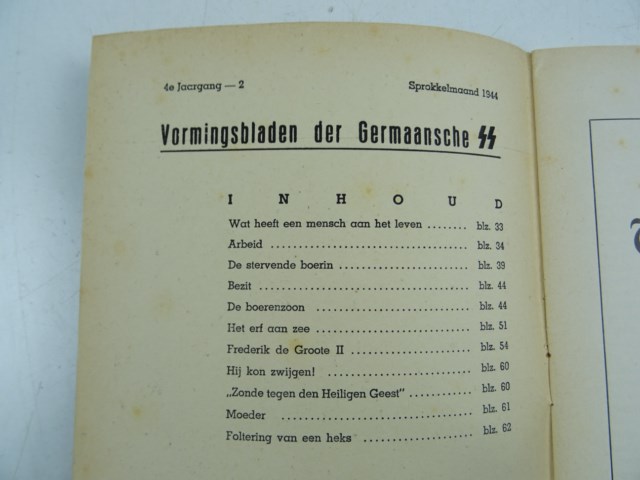 4e Jaargang — 2 Sprokkelmaand 1944
Vormingsbladen der Germaansche ᛋᛋ
I N H O U D
Wat heeft een mensch aan het leven ........ blz. 33
Arbeid ........ blz. 34
De stervende boerin ........ blz. 39
Bezit ........ blz. 44
De boerenzoon ........ blz. 44
Het erf aan zee ........ blz. 51
Frederik de Groote II ........ blz. 54
Hij kon zwijgen! ........ blz. 60
„Zonde tegen den Heiligen Geest" ........ blz. 60
Moeder ........ blz. 61
Foltering van een heks ........ blz. 62